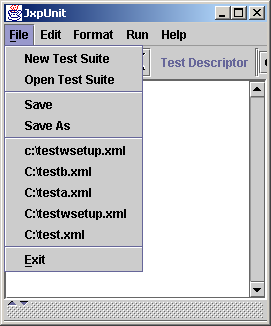 JxpUnit
File Edit Format Run Help
New Test Suite
Open Test Suite
Test Descriptor
Save
Save As
c:\testwsetup.xml
C:\testb.xml
C:\testa.xml
C:\testwsetup.xml
C:\test.xml
Exit